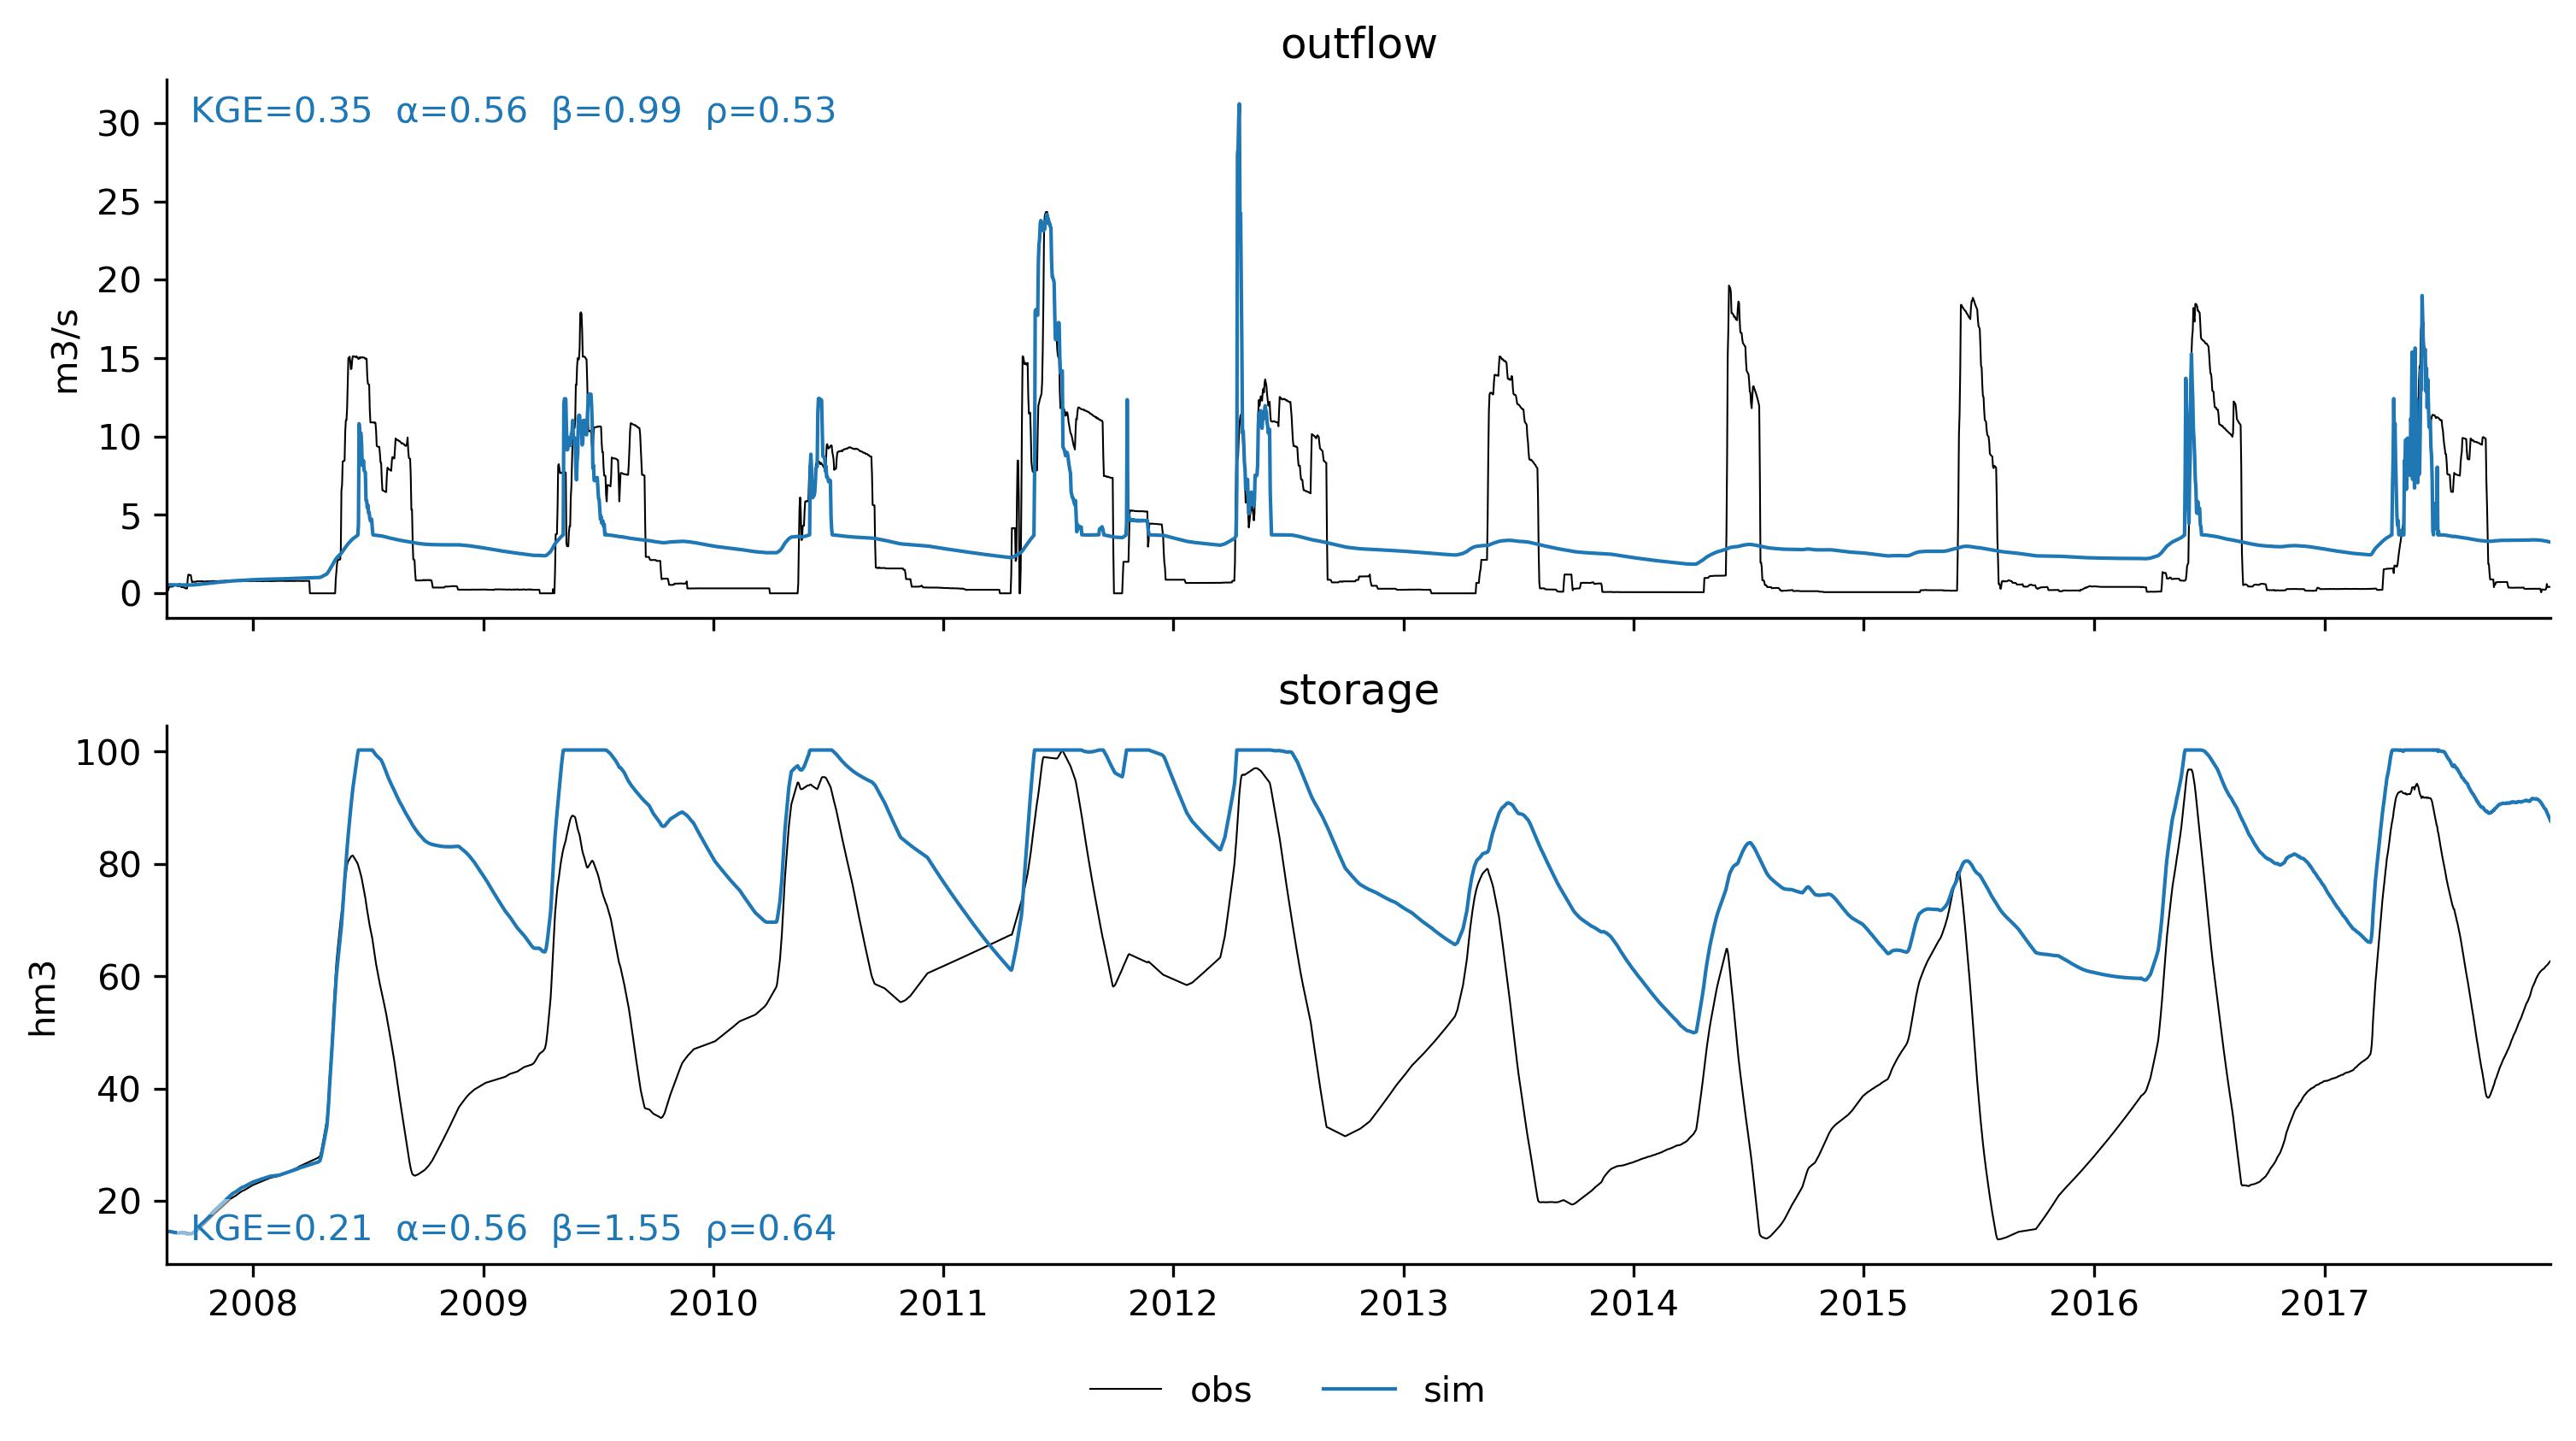 outflow
KGE=0.35 α=0.56 β=0.99 ρ=0.53
30
25
20
15
10
5
0
m3/s
storage
100
80
60
40
20
hm3
KGE=0.21 α=0.56 β=1.55 ρ=0.64
2008 2009 2010 2011 2012 2013 2014 2015 2016 2017
obs sim